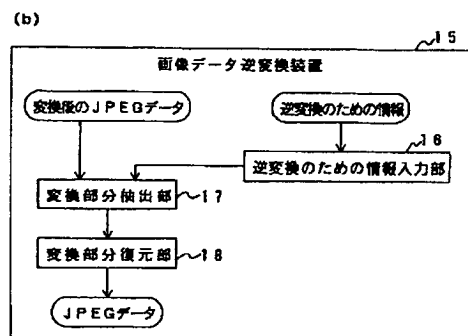 (b)
15
画像データ逆変換装置
変換後のJPEGデータ
逆変換のための情報
16
逆変換のための情報入力部
変換部分抽出部
17
変換部分復元部
18
JPEGデータ